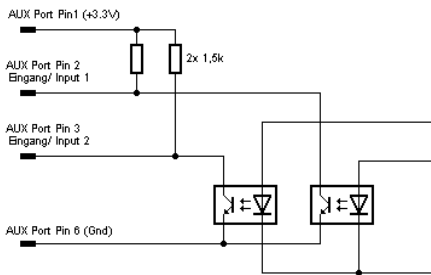 AUX Port Pin1 (+3.3V)
2x 1,5k
AUX Port Pin 2
Eingang/ Input 1
AUX Port Pin 3
Eingang/ Input 2
AUX Port Pin 6 (Gnd)